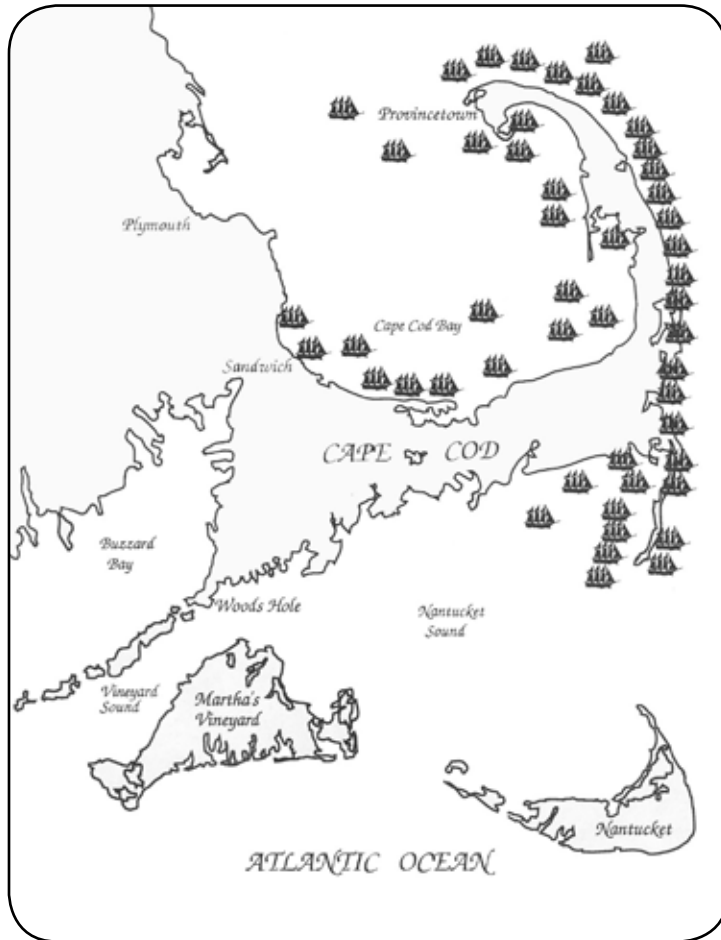 Provincetown
Plymouth
Cape Cod Bay
Sandwich
CAPE COD
Buzzard
Bay
Woods Hole
Nantucket
Sound
Vineyard
Sound
Martha's
Vineyard
Nantucket
ATLANTIC OCEAN